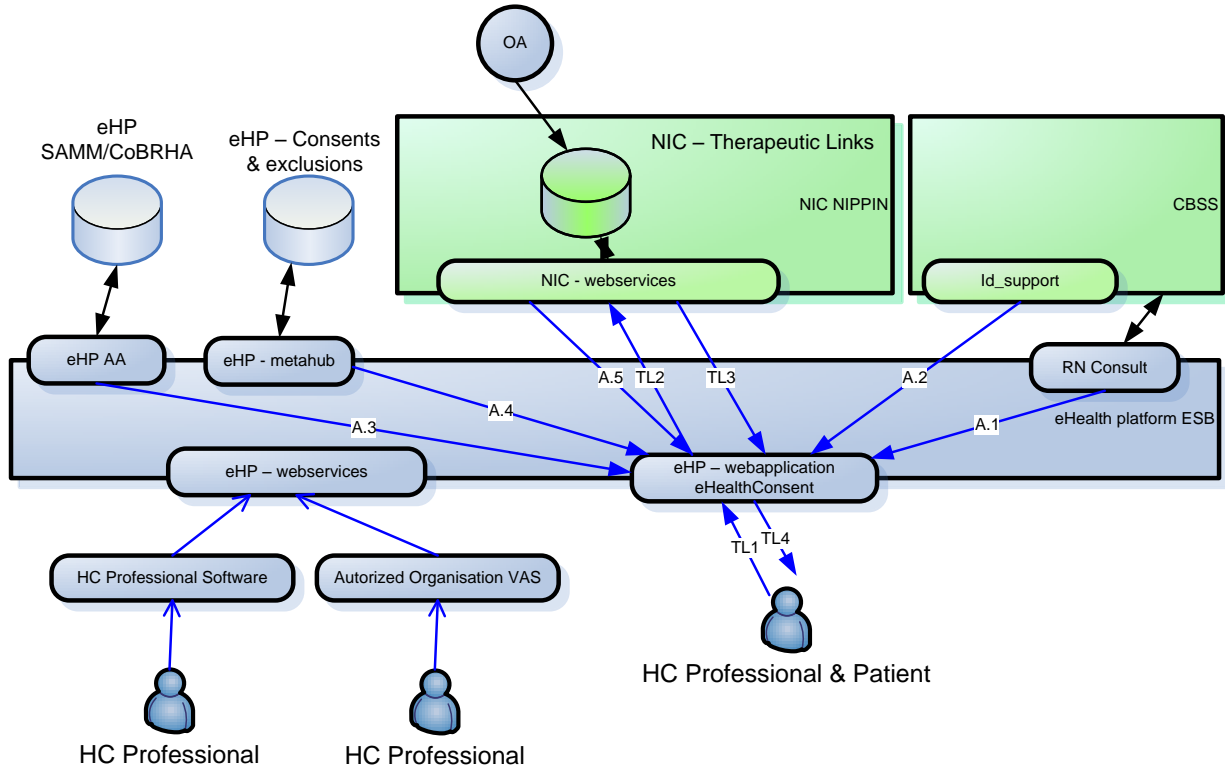 OA
eHP
SAMM/CoBRHA
eHP – Consents
& exclusions
NIC – Therapeutic Links
NIC NIPPIN
CBSS
NIC - webservices
Id_support
eHP AA
eHP - metahub
RN Consult
A.5
TL2
TL3
A.2
A.4
A.3
A.1
eHealth platform ESB
eHP – webservices
eHP – webapplication
eHealthConsent
TL1
TL4
HC Professional Software
Autorized Organisation VAS
HC Professional & Patient
HC Professional
HC Professional